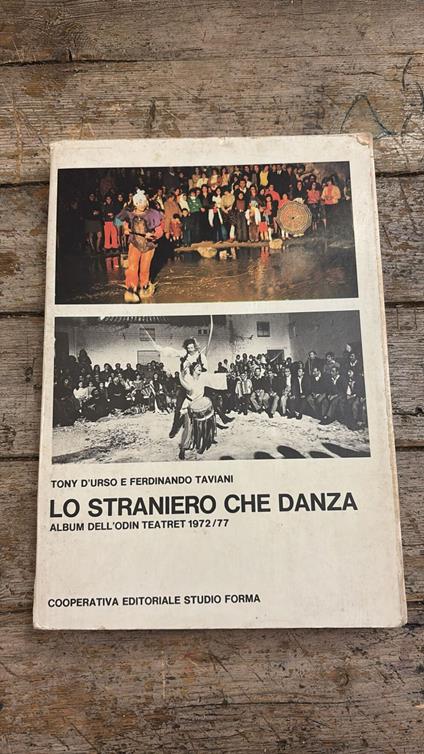 TONY D'URSO E FERDINANDO TAVIANI
LO STRANIERO CHE DANZA
ALBUM DELL'ODIN TEATRET 1972/77
COOPERATIVA EDITORIALE STUDIO FORMA